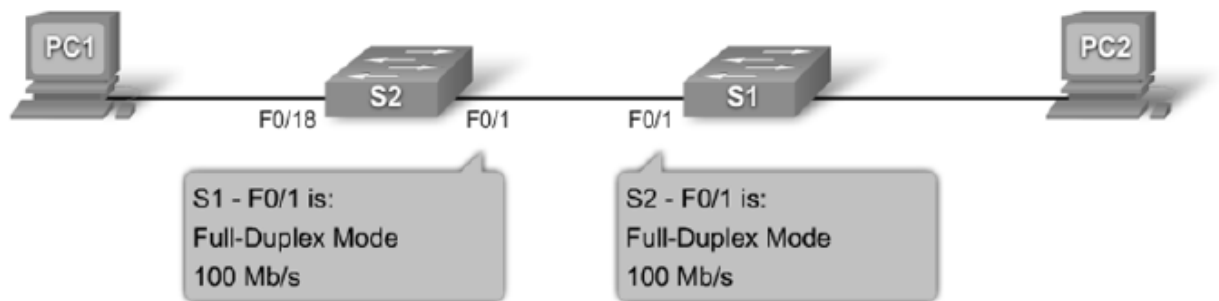 PC1
PC2
S2
S1
F0/18
F0/1
F0/1
S1 - F0/1 is:
Full-Duplex Mode
100 Mb/s
S2 - F0/1 is:
Full-Duplex Mode
100 Mb/s